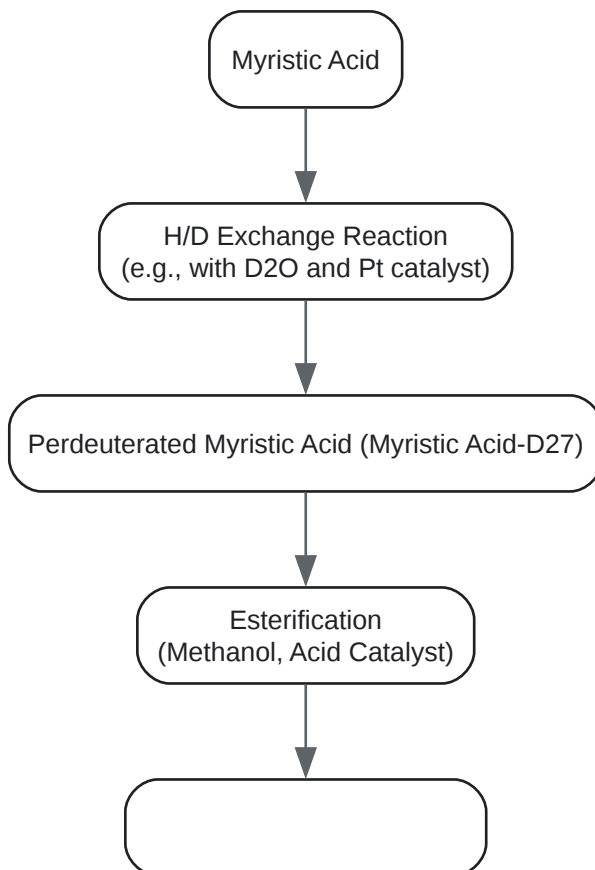 Myristic Acid
H/D Exchange Reaction
(e.g., with D2O and Pt catalyst)
Perdeuterated Myristic Acid (Myristic Acid-D27)
Esterification
(Methanol, Acid Catalyst)